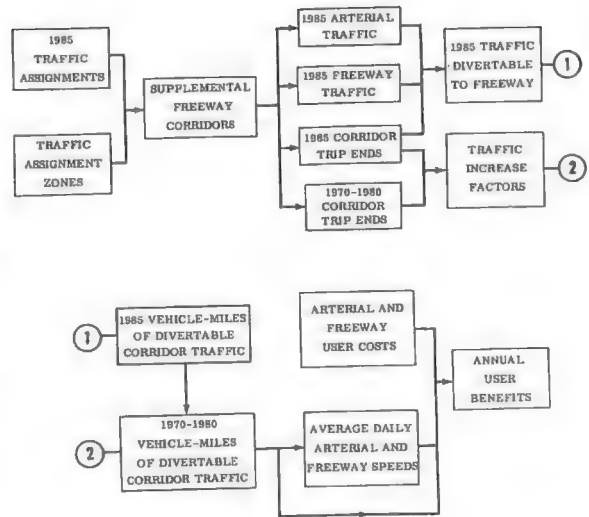 1985
TRAFFIC
ASSIGNMENTS
TRAFFIC
ASSIGNMENT
ZONES
SUPPLEMENTAL
FREEWAY
CORRIDORS
1985 ARTERIAL
TRAFFIC
1985 FREEWAY
TRAFFIC
1985 CORRIDOR
TRIP ENDS
1970-1980
CORRIDOR
TRIP ENDS
1985 TRAFFIC
DIVERTABLE
TO FREEWAY
1
TRAFFIC
INCREASE
FACTORS
2
1
1985 VEHICLE-MILES
OF DIVERTABLE
CORRIDOR TRAFFIC
2
1970-1980
VEHICLE-MILES
OF DIVERTABLE
CORRIDOR TRAFFIC
ARTERIAL AND
FREEWAY
USER COSTS
AVERAGE DAILY
ARTERIAL AND
FREEWAY SPEEDS
ANNUAL
USER
BENEFITS